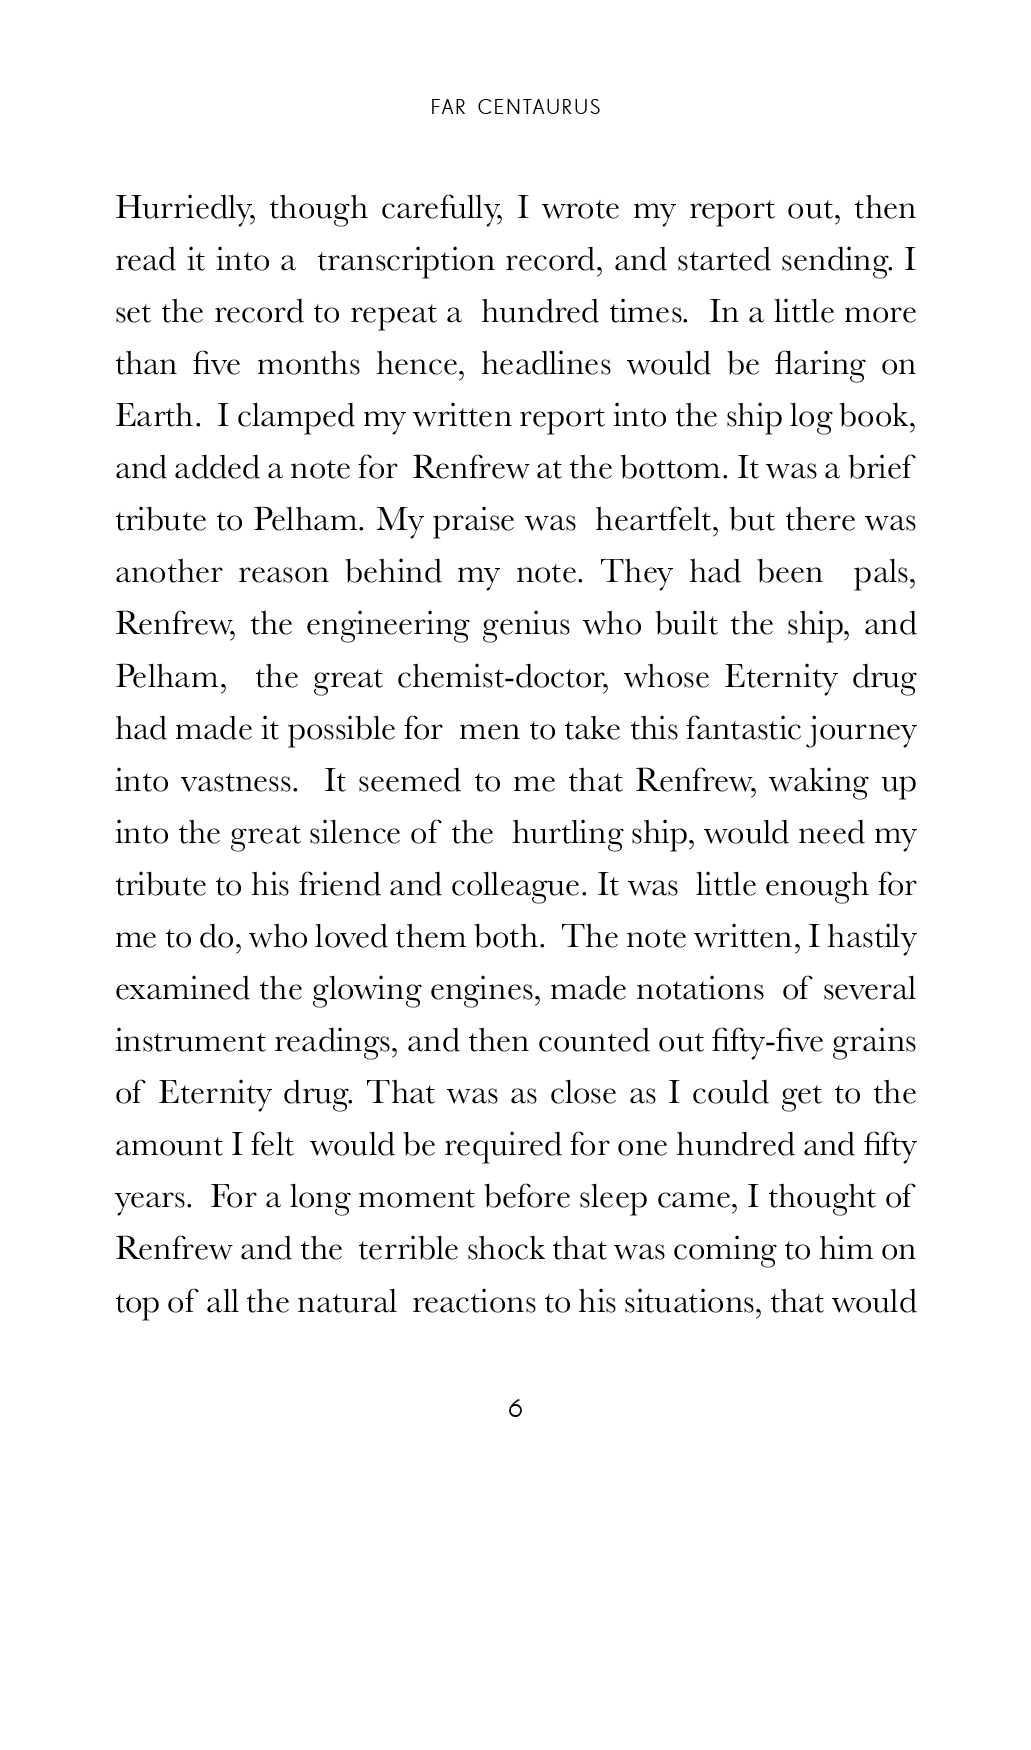 FAR CENTAURUS
Hurriedly, though carefully, I wrote my report out, then
read it into a transcription record, and started sending. I
set the record to repeat a hundred times. In a little more
than five months hence, headlines would be flaring on
Earth. I clamped my written report into the ship log book,
and added a note for Renfrew at the bottom. It was a brief
tribute to Pelham. My praise was heartfelt, but there was
another reason behind my note. They had been pals,
Renfrew, the engineering genius who built the ship, and
Pelham, the great chemist-doctor, whose Eternity drug
had made it possible for men to take this fantastic journey
into vastness. It seemed to me that Renfrew, waking up
into the great silence of the hurtling ship, would need my
tribute to his friend and colleague. It was little enough for
me to do, who loved them both. The note written, I hastily
examined the glowing engines, made notations of several
instrument readings, and then counted out fifty-five grains
of Eternity drug. That was as close as I could get to the
amount I felt would be required for one hundred and fifty
years. For a long moment before sleep came, I thought of
Renfrew and the terrible shock that was coming to him on
top of all the natural reactions to his situations, that would
6